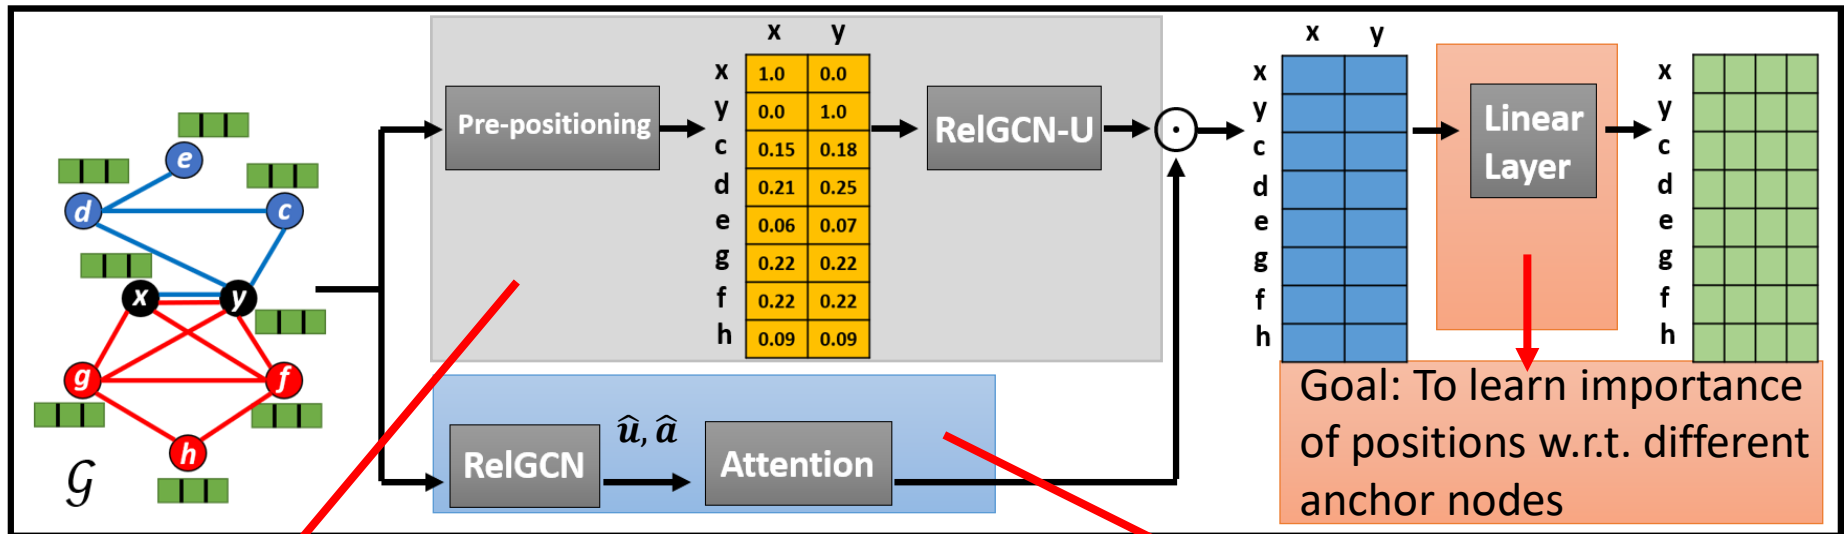 e
d
c
x
y
g
f
h
𝒢
Pre-positioning
x y
x 1.0 0.0
y 0.0 1.0
c 0.15 0.18
d 0.21 0.25
e 0.06 0.07
g 0.22 0.22
f 0.22 0.22
h 0.09 0.09
RelGCN-U
RelGCN
û, â
Attention
⊙
x y
x
y
c
d
e
g
f
h
Linear
Layer
x
y
c
d
e
g
f
h
Goal: To learn importance
of positions w.r.t. different
anchor nodes